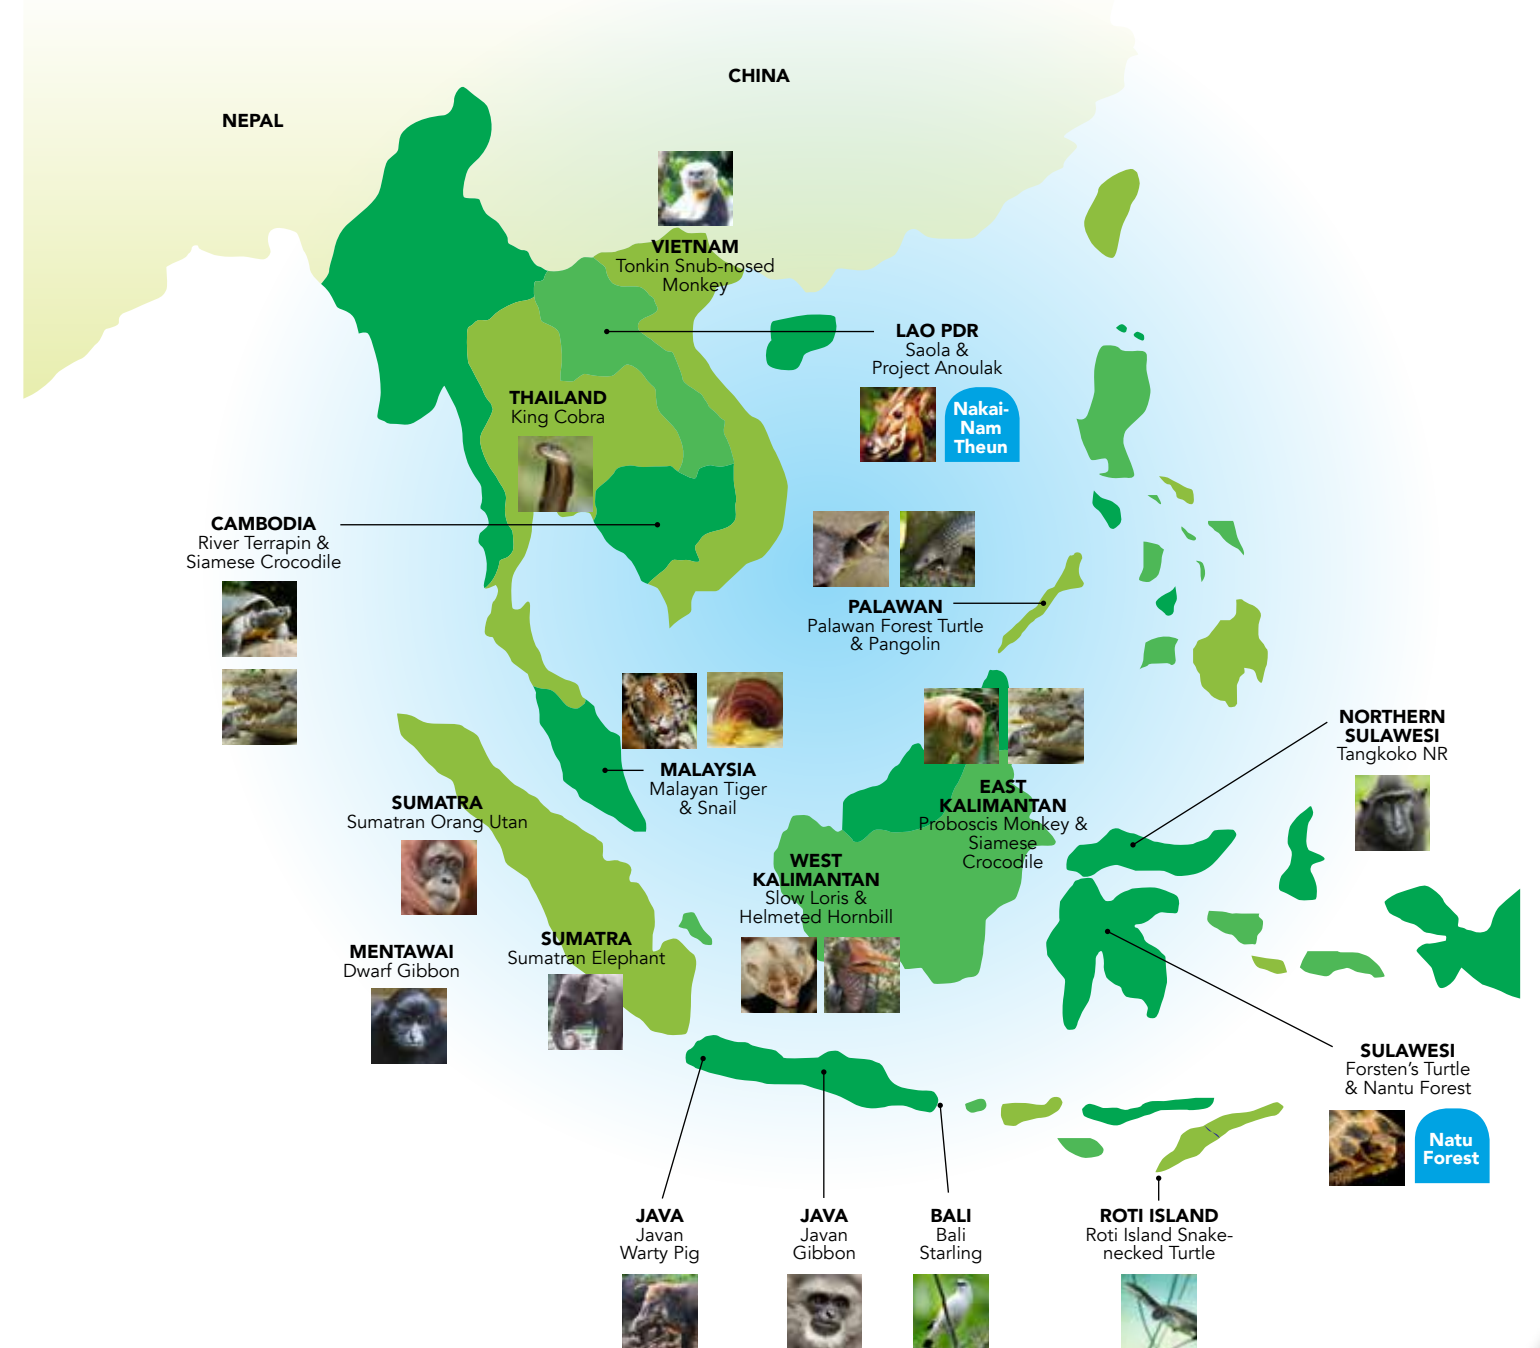 CHINA
NEPAL
VIETNAM
Tonkin Snub-nosed
Monkey
LAO PDR
Saola &
Project Anoulak
Nakai-
Nam
Theun
THAILAND
King Cobra
CAMBODIA
River Terrapin &
Siamese Crocodile
PALAWAN
Palawan Forest Turtle
& Pangolin
MALAYSIA
Malayan Tiger
& Snail
NORTHERN
SULAWESI
Tangkoko NR
EAST
KALIMANTAN
Proboscis Monkey &
Siamese
Crocodile
SUMATRA
Sumatran Orang Utan
WEST
KALIMANTAN
Slow Loris &
Helmeted Hornbill
SUMATRA
Sumatran Elephant
MENTAWAI
Dwarf Gibbon
SULAWESI
Forsten's Turtle
& Nantu Forest
Natu
Forest
JAVA
Javan
Warty Pig
JAVA
Javan
Gibbon
BALI
Bali
Starling
ROTI ISLAND
Roti Island Snake-
necked Turtle